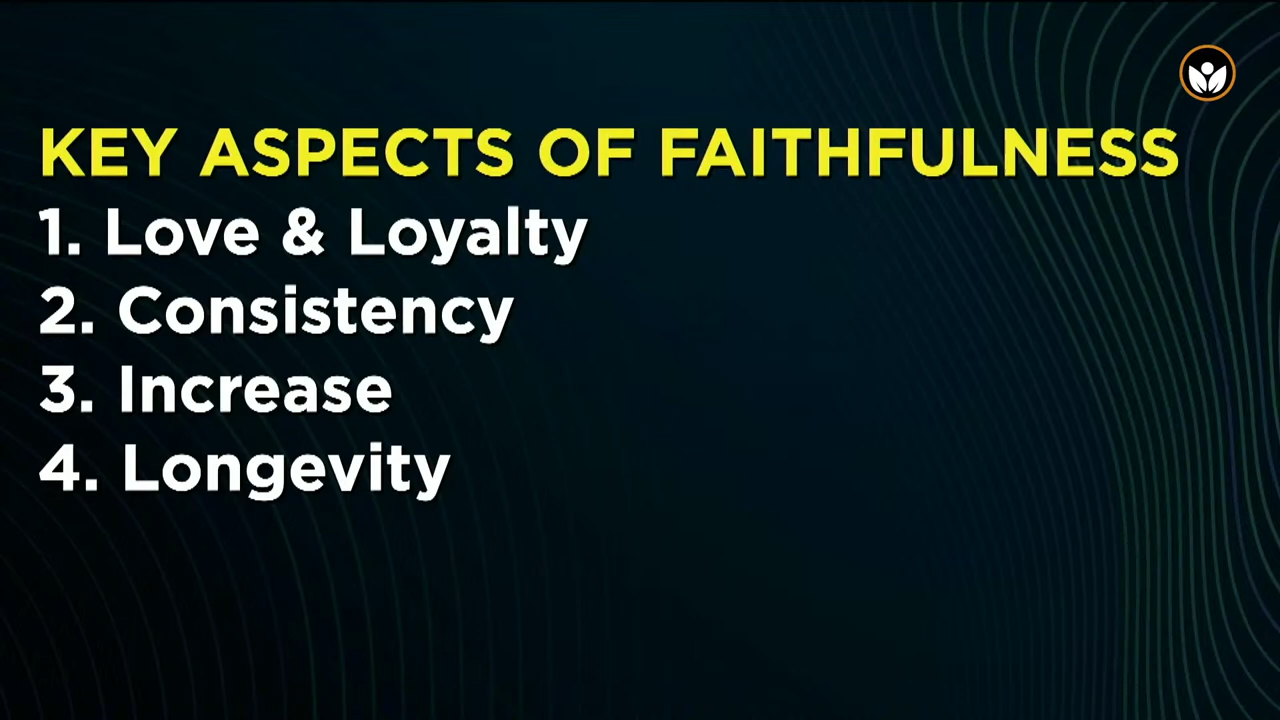 KEY ASPECTS OF FAITHFULNESS
1. Love & Loyalty
2. Consistency
3. Increase
4. Longevity